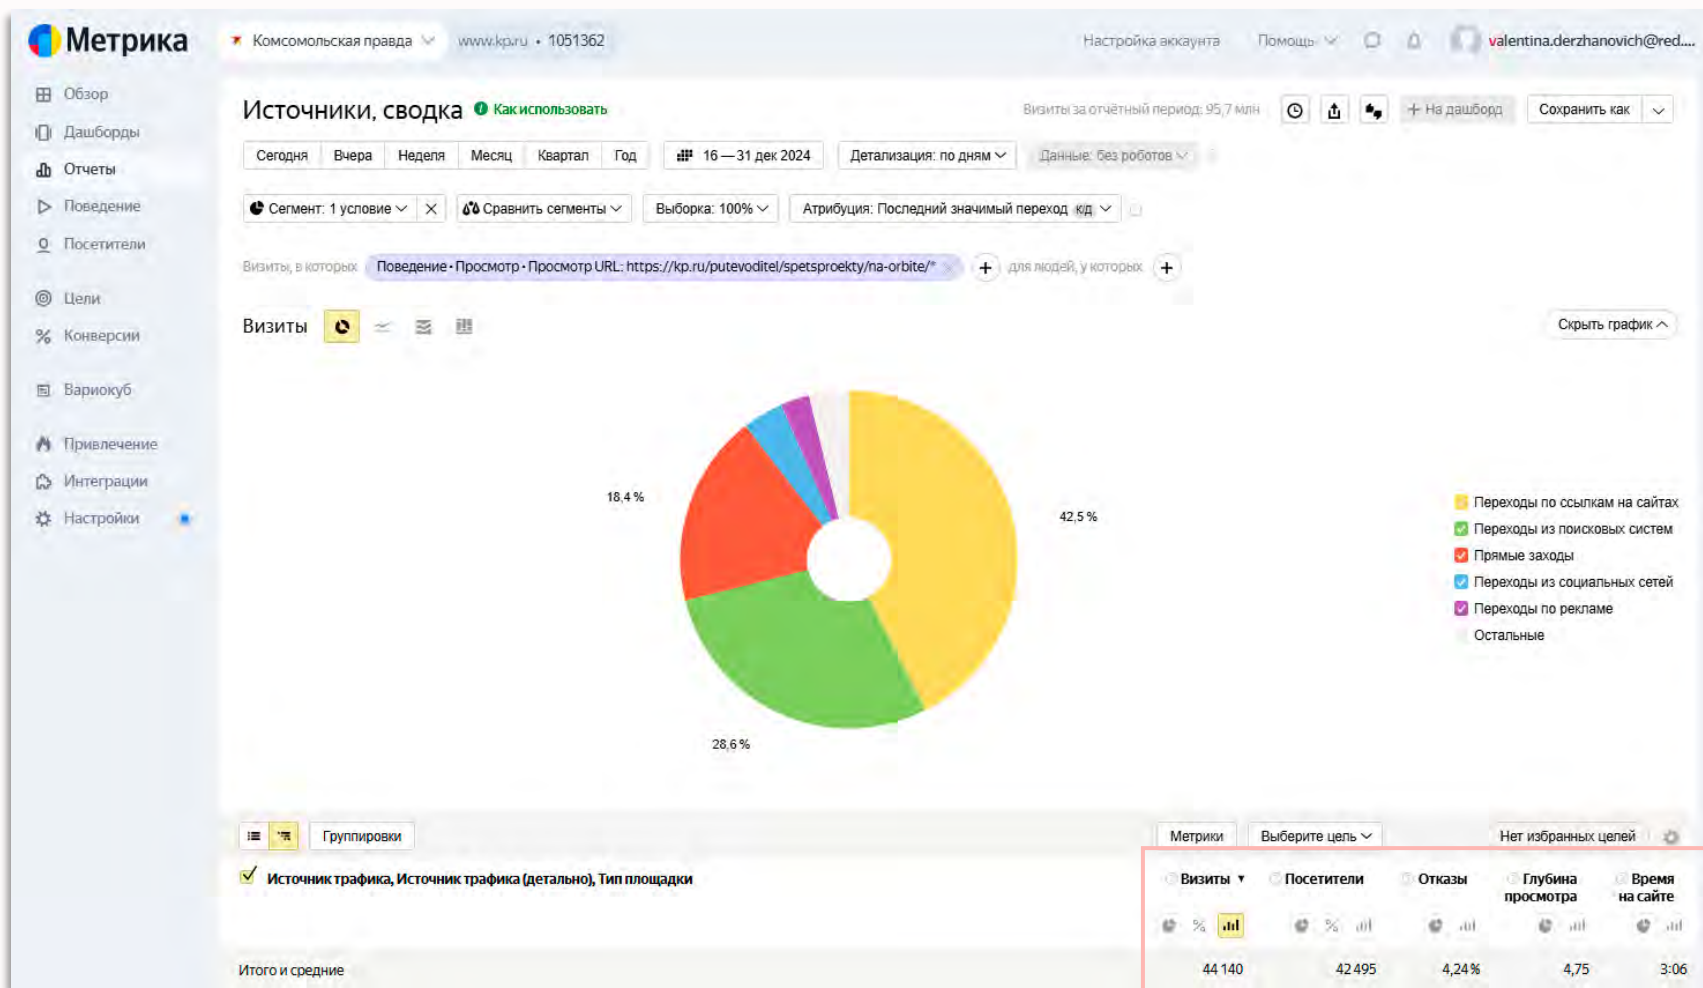 Метрика
Комсомольская правда www.kp.ru • 1051362 Настройка аккаунта Помощь valentina.derzhanovich@red....
Обзор
Дашборды
Отчеты
Поведение
Посетители
Цели
Конверсии
Вариокуб
Привлечение
Интеграции
Настройки
Источники, сводка Как использовать Визиты за отчётный период: 95,7 млн + На дашборд Сохранить как
Сегодня Вчера Неделя Месяц Квартал Год 16 — 31 дек 2024 Детализация: по дням Данные: без роботов
Сегмент: 1 условие Сравнить сегменты Выборка: 100% Атрибуция: Последний значимый переход к/д
Визиты, в которых Поведение • Просмотр • Просмотр URL: https://kp.ru/putevoditel/spetsproekty/na-orbite/* + для людей, у которых +
Визиты Скрыть график
18,4 %
42,5 %
28,6 %
Переходы по ссылкам на сайтах
Переходы из поисковых систем
Прямые заходы
Переходы из социальных сетей
Переходы по рекламе
Остальные
Группировки Метрики Выберите цель Нет избранных целей
Источник трафика, Источник трафика (детально), Тип площадки Визиты ▼ Посетители Отказы Глубина просмотра Время на сайте
% %
Итого и средние 44 140 42 495 4,24 % 4,75 3:06